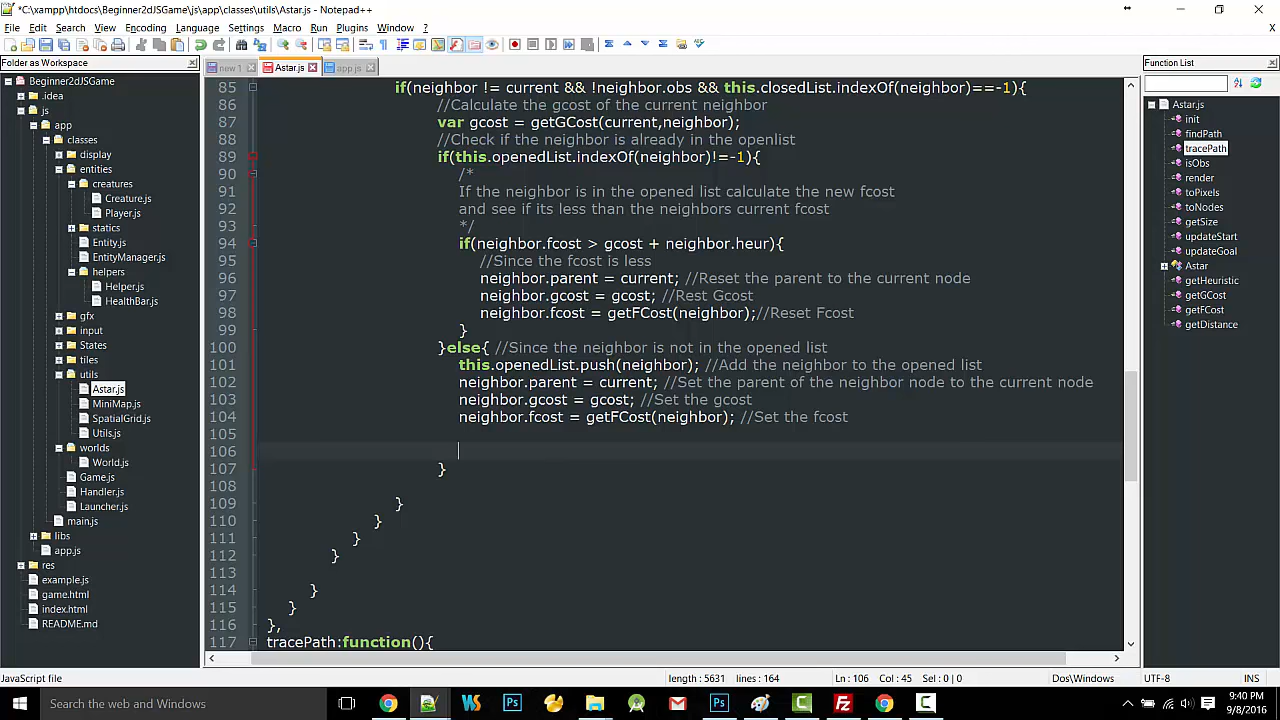 *C:\xampp\htdocs\Beginner2dJSGame\js\app\classes\utils\Astar.js - Notepad++
File Edit Search View Encoding Language Settings Macro Run Plugins Window ? X
Folder as Workspace
new 1 Astar.js app.js
Function List
Beginner2dJSGame
.idea
js
app
classes
display
entities
creatures
Creature.js
Player.js
statics
Entity.js
EntityManager.js
helpers
Helper.js
HealthBar.js
gfx
input
States
tiles
utils
Astar.js
MiniMap.js
SpatialGrid.js
Utils.js
worlds
World.js
Game.js
Handler.js
Launcher.js
main.js
libs
app.js
res
example.js
game.html
index.html
README.md
85 if(neighbor != current && !neighbor.obs && this.closedList.indexOf(neighbor)==-1){
86 //Calculate the gcost of the current neighbor
87 var gcost = getGCost(current,neighbor);
88 //Check if the neighbor is already in the openlist
89 if(this.openedList.indexOf(neighbor)!=-1){
90 /*
91 If the neighbor is in the opened list calculate the new fcost
92 and see if its less than the neighbors current fcost
93 */
94 if(neighbor.fcost > gcost + neighbor.heur){
95 //Since the fcost is less
96 neighbor.parent = current; //Reset the parent to the current node
97 neighbor.gcost = gcost; //Rest Gcost
98 neighbor.fcost = getFCost(neighbor);//Reset Fcost
99 }
100 }else{ //Since the neighbor is not in the opened list
101 this.openedList.push(neighbor); //Add the neighbor to the opened list
102 neighbor.parent = current; //Set the parent of the neighbor node to the current node
103 neighbor.gcost = gcost; //Set the gcost
104 neighbor.fcost = getFCost(neighbor); //Set the fcost
105
106
107 }
108
109 }
110 }
111 }
112 }
113
114 }
115 }
116 },
117 tracePath:function(){
Astar.js
init
findPath
tracePath
isObs
render
toPixels
toNodes
getSize
updateStart
updateGoal
Astar
getHeuristic
getGCost
getFCost
getDistance
JavaScript file length : 5631 lines : 164 Ln : 106 Col : 45 Sel : 0 | 0 Dos\Windows UTF-8 INS
Search the web and Windows
9:40 PM
9/8/2016